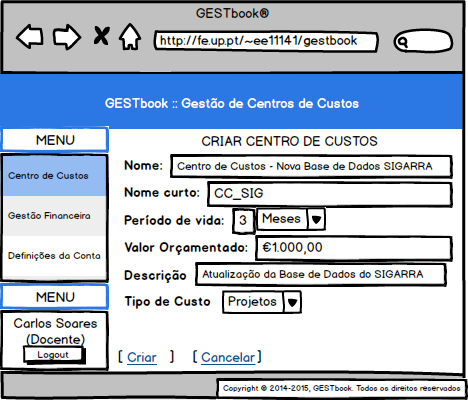 GESTbook®
http://fe.up.pt/~ee11141/gestbook
GESTbook :: Gestão de Centros de Custos
MENU
Centro de Custos
Gestão Financeira
Definições da Conta
MENU
Carlos Soares
(Docente)
Logout
CRIAR CENTRO DE CUSTOS
Nome: Centro de Custos - Nova Base de Dados SIGARRA
Nome curto: CC_SIG
Período de vida: 3 Meses
Valor Orçamentado: €1.000,00
Descrição Atualização da Base de Dados do SIGARRA
Tipo de Custo Projetos
[ Criar ] [ Cancelar ]
Copyright © 2014-2015, GESTbook. Todos os direitos reservados